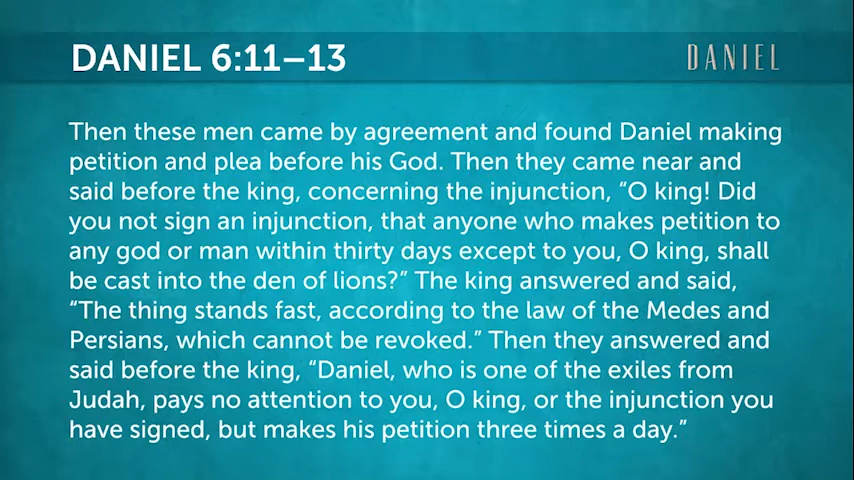 DANIEL 6:11–13
DANIEL
Then these men came by agreement and found Daniel making
petition and plea before his God. Then they came near and
said before the king, concerning the injunction, “O king! Did
you not sign an injunction, that anyone who makes petition to
any god or man within thirty days except to you, O king, shall
be cast into the den of lions?” The king answered and said,
“The thing stands fast, according to the law of the Medes and
Persians, which cannot be revoked.” Then they answered and
said before the king, “Daniel, who is one of the exiles from
Judah, pays no attention to you, O king, or the injunction you
have signed, but makes his petition three times a day.”